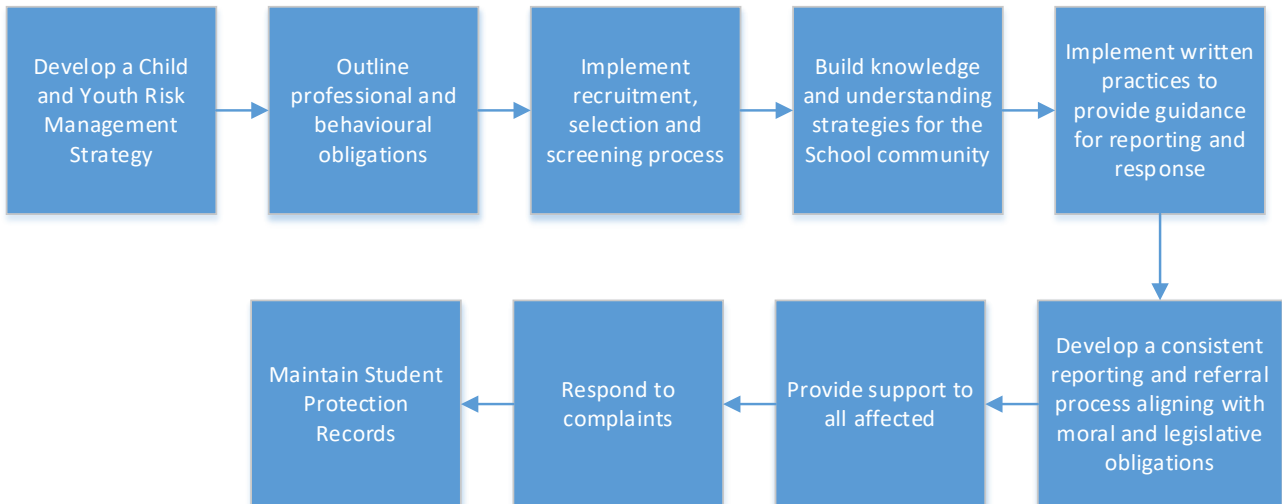 Develop a Child
and Youth Risk
Management
Strategy
Outline
professional and
behavioural
obligations
Implement
recruitment,
selection and
screening process
Build knowledge
and understanding
strategies for the
School community
Implement written
practices to
provide guidance
for reporting and
response
Develop a consistent
reporting and referral
process aligning with
moral and legislative
obligations
Provide support to
all affected
Respond to
complaints
Maintain Student
Protection
Records